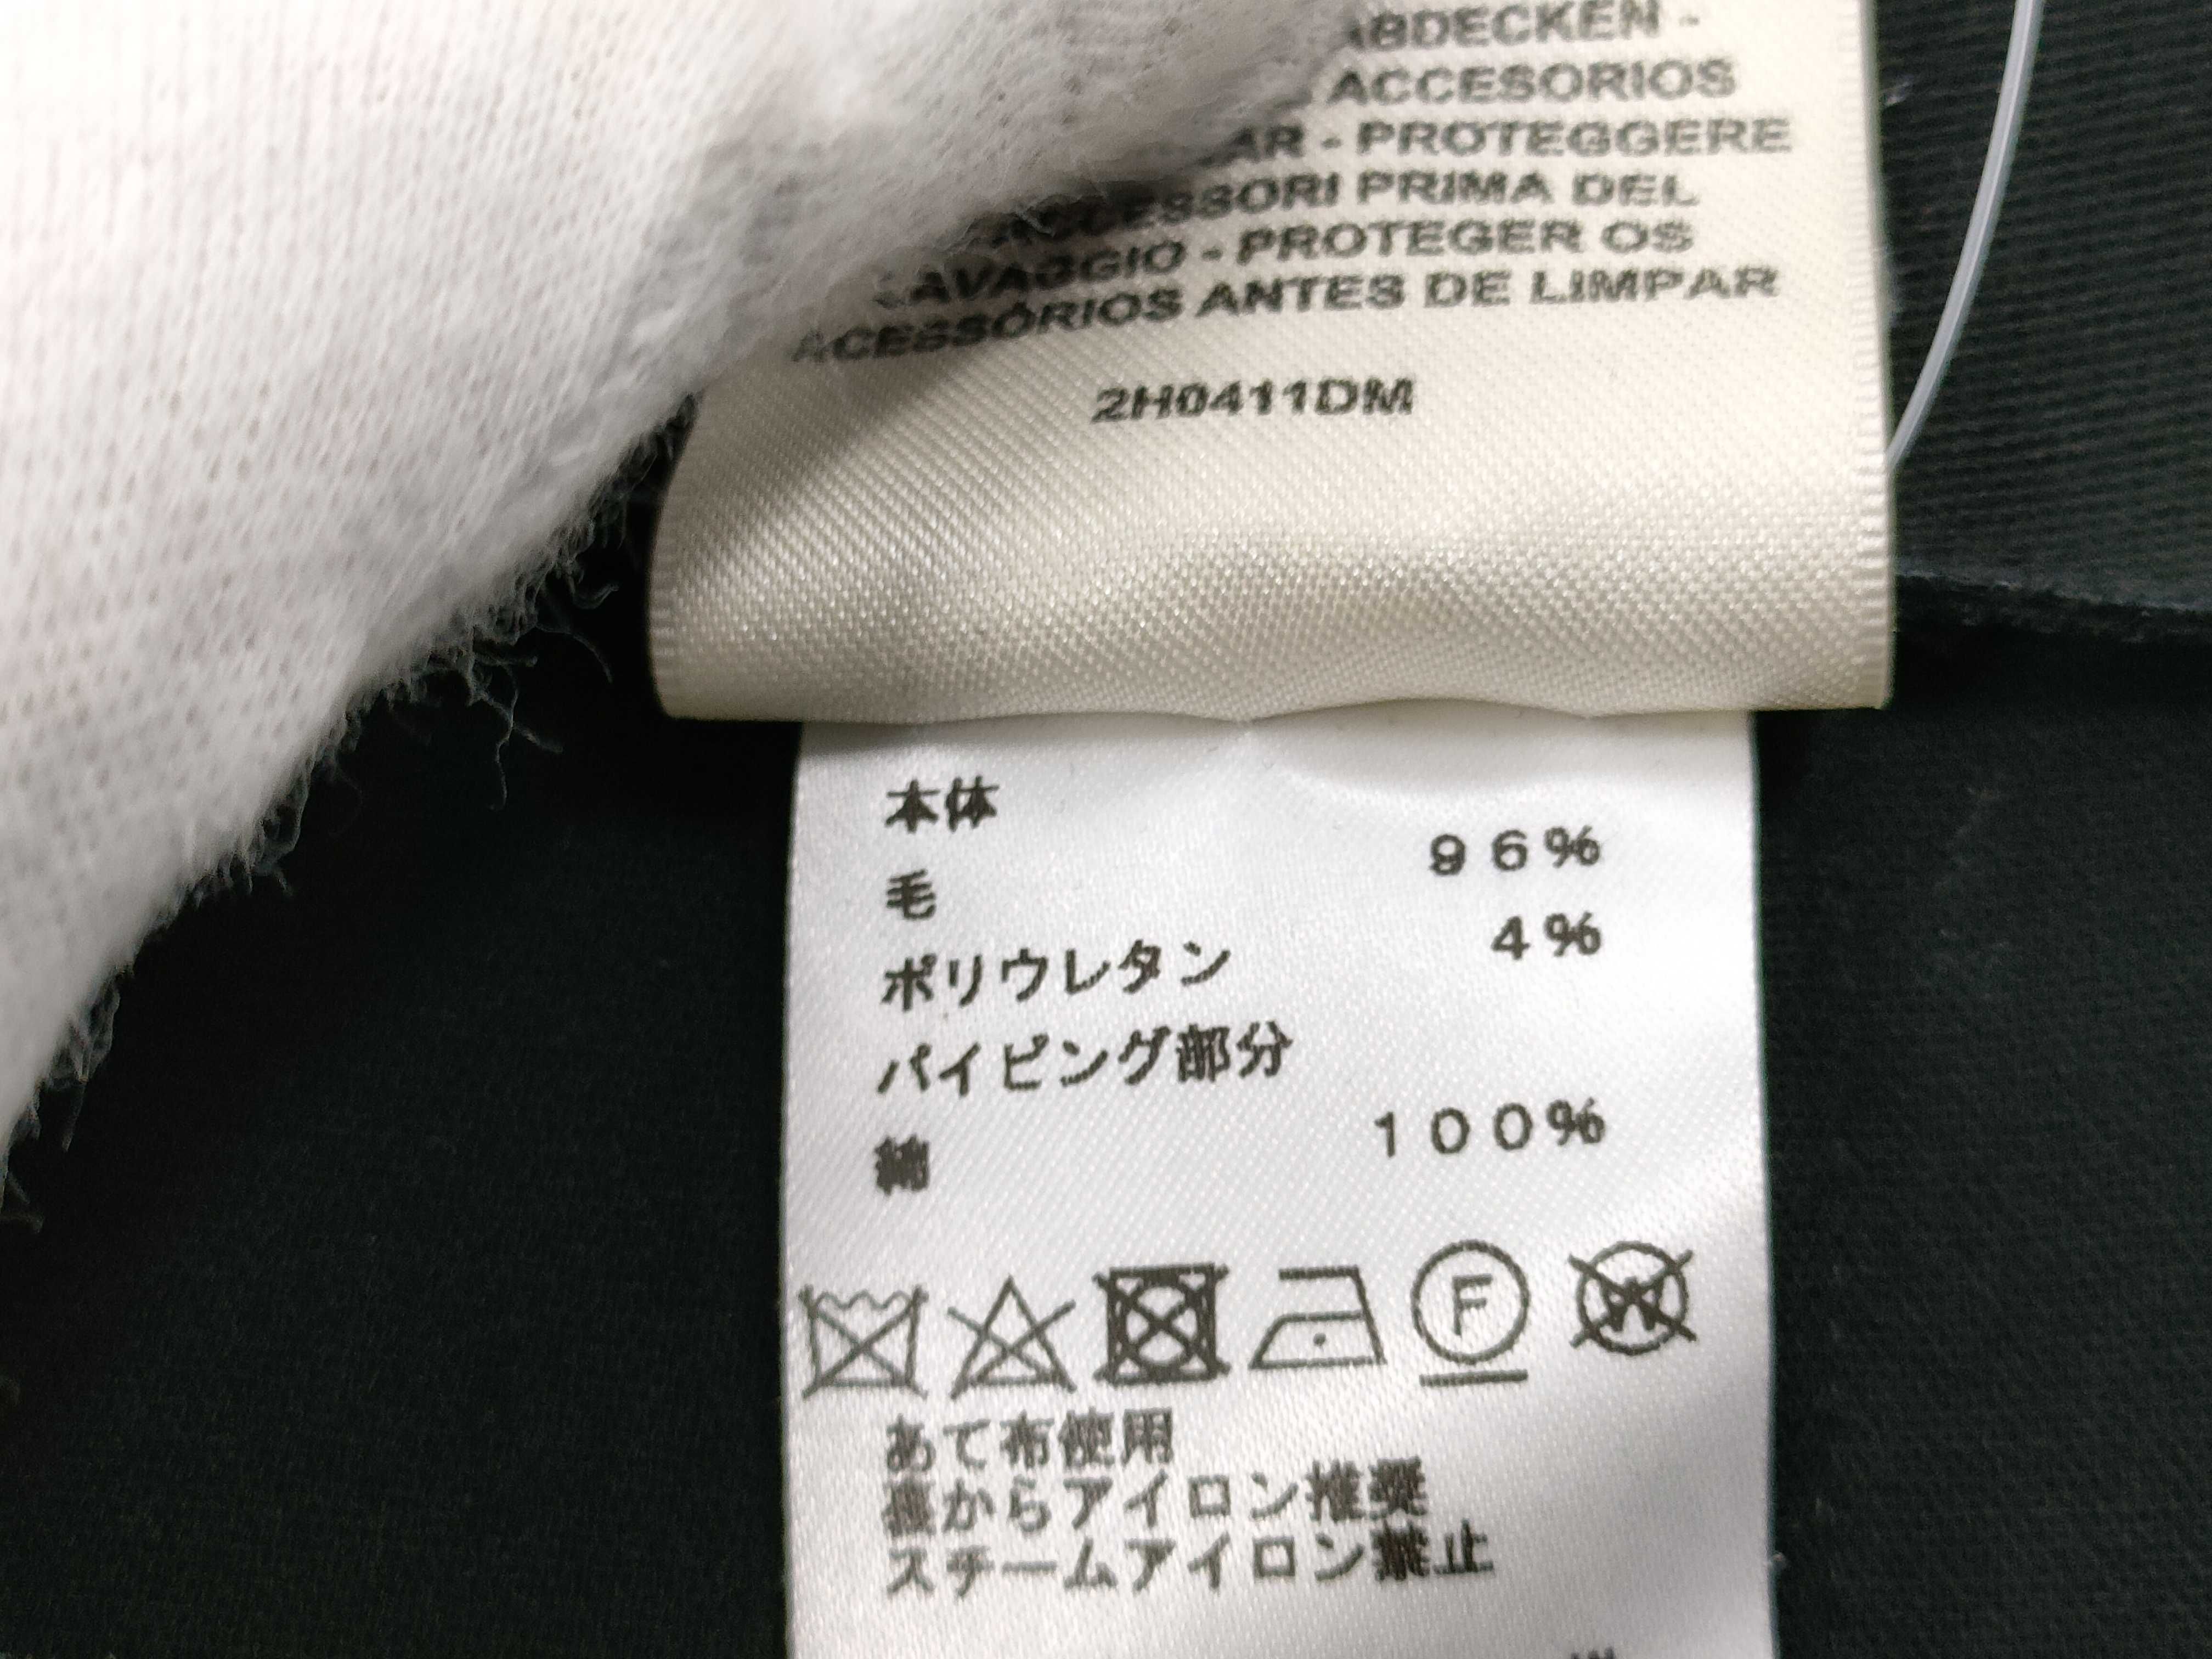 ABDECKEN -
ACCESORIOS
AR - PROTEGGERE
ACCESSORI PRIMA DEL
LAVAGGIO - PROTEGER OS
ACESSÓRIOS ANTES DE LIMPAR
2H0411DM
本体
毛 96%
ポリウレタン 4%
パイピング部分
綿 100%
F
W
あて布使用
裏からアイロン推奨
スチームアイロン禁止